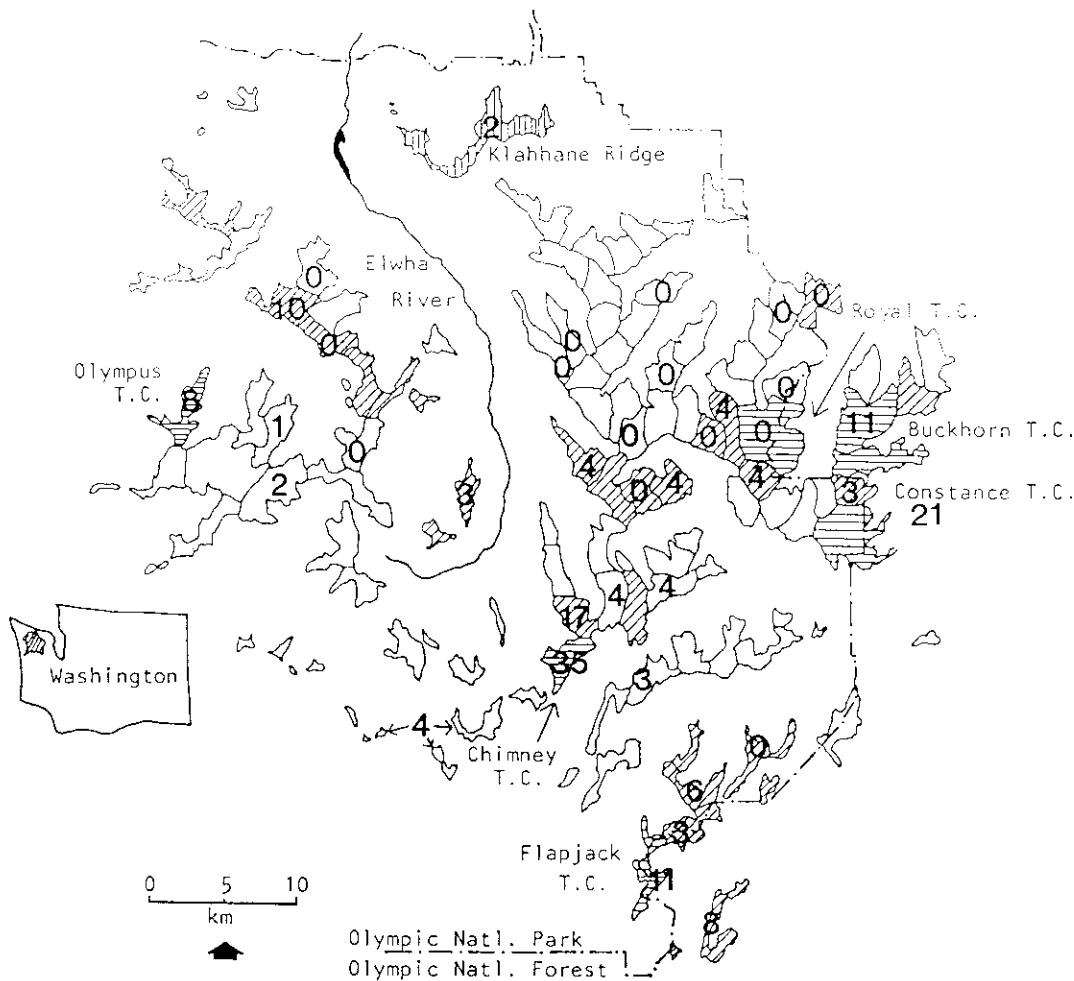 2
Klahhane Ridge
Elwha
River
0
10
0
0
0
0
Royal T.C.
0
0
0
0
Olympus
T.C.
8
1
2
0
3
0
4
0
0
11
Buckhorn T.C.
4
0
4
4
3
Constance T.C.
21
17
4
4
35
3
Washington
4
Chimney
T.C.
0
6
3
Flapjack
T.C.
11
8
0 5 10
km
Olympic Natl. Park
Olympic Natl. Forest